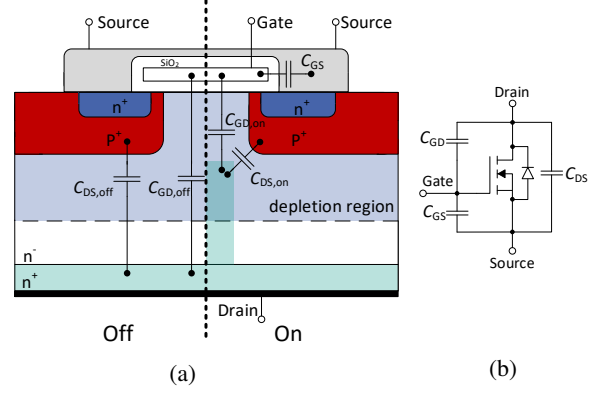 Source
Gate
Source
SiO₂
C_GS
n⁺
n⁺
C_GD,on
P⁺
P⁺
C_DS,off
C_GD,off
C_DS,on
depletion region
n⁻
n⁺
Drain
Off
On
(a)
Drain
C_GD
Gate
C_DS
C_GS
Source
(b)